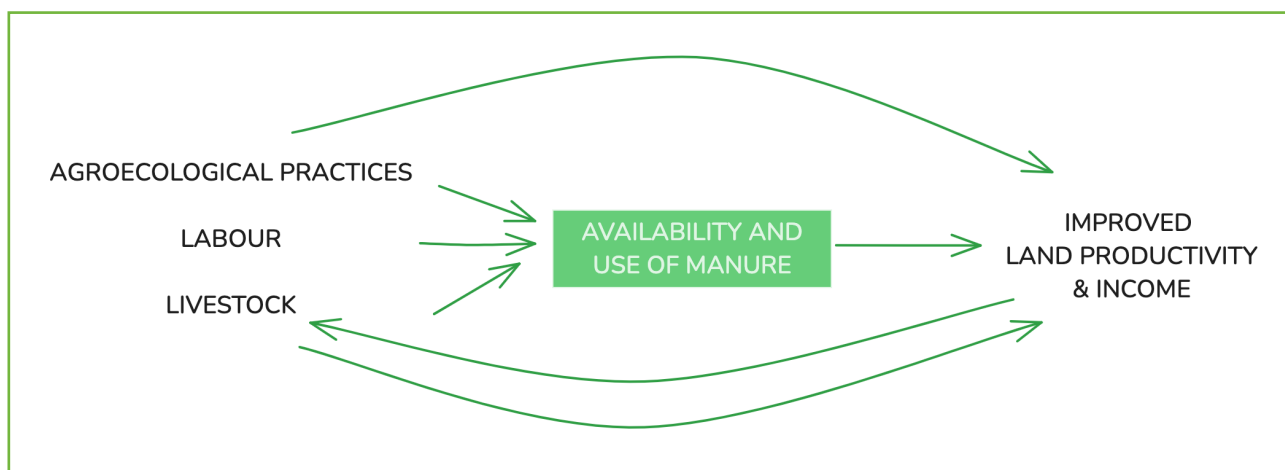 AGROECOLOGICAL PRACTICES
LABOUR
LIVESTOCK
AVAILABILITY AND
USE OF MANURE
IMPROVED
LAND PRODUCTIVITY
& INCOME